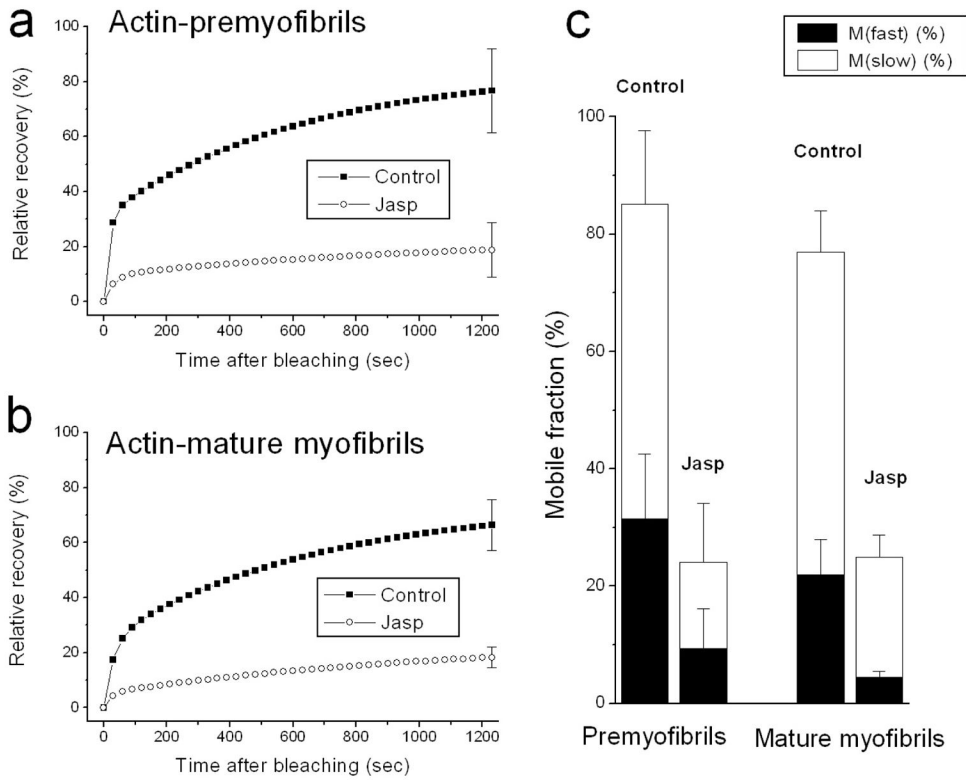 a
Actin-premyofibrils
100
80
60
40
20
0
Relative recovery (%)
Control
Jasp
0 200 400 600 800 1000 1200
Time after bleaching (sec)
b
Actin-mature myofibrils
100
80
60
40
20
0
Relative recovery (%)
Control
Jasp
0 200 400 600 800 1000 1200
Time after bleaching (sec)
c
M(fast) (%)
M(slow) (%)
Control
Control
Jasp
Jasp
100
80
60
40
20
0
Mobile fraction (%)
Premyofibrils
Mature myofibrils